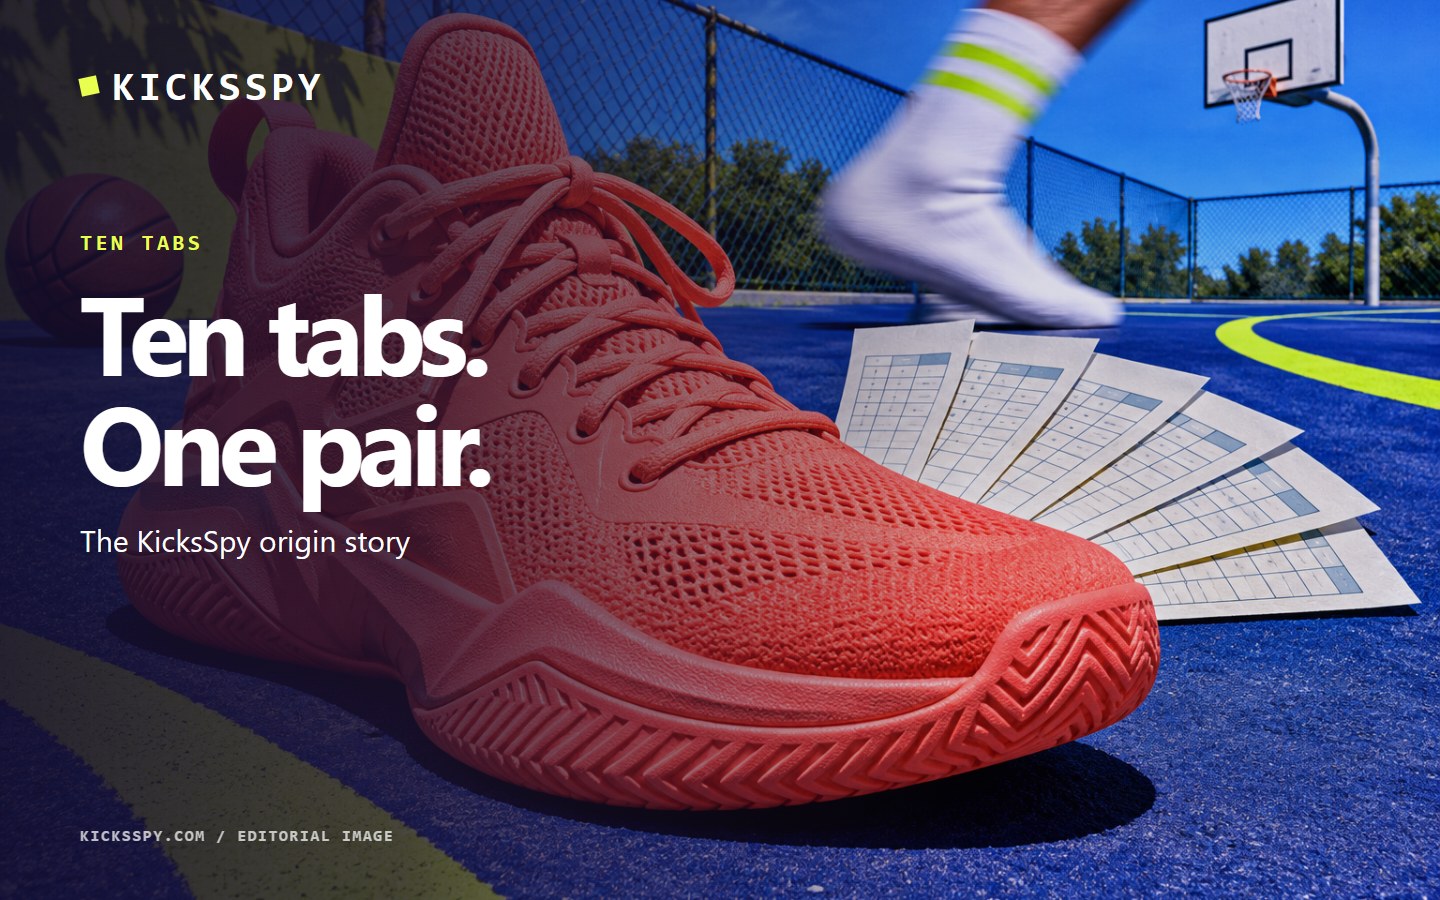 KICKSSPY
TEN TABS
Ten tabs.
One pair.
The KicksSpy origin story
KICKSSPY.COM / EDITORIAL IMAGE